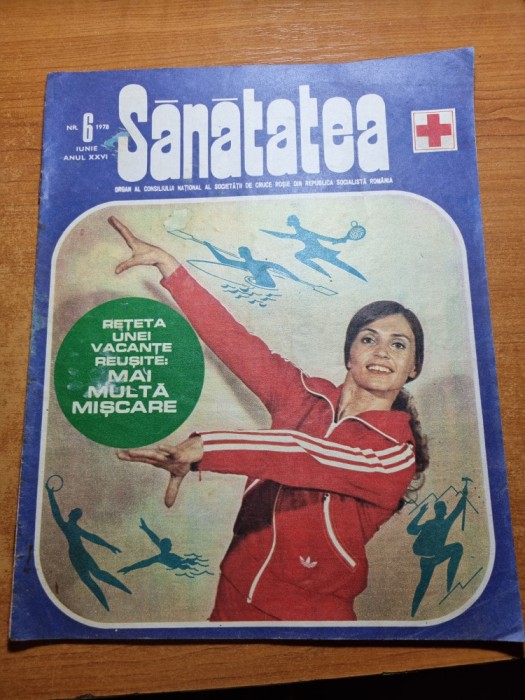 NR. 6 1978
IUNIE
ANUL XXVI
Sănătatea
ORGAN AL CONSILIULUI NAȚIONAL AL SOCIETĂȚII DE CRUCE ROȘIE DIN REPUBLICA SOCIALISTĂ ROMÂNIA
REȚETA
UNEI
VACANȚE
REUȘITE:
MAI
MULTĂ
MIȘCARE